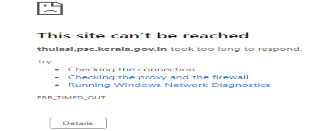 This site can't be reached
thulasi.psc.kerala.gov.in took too long to respond.
Try:
Checking the connection
Checking the proxy and the firewall
Running Windows Network Diagnostics
ERR_TIMED_OUT
Details